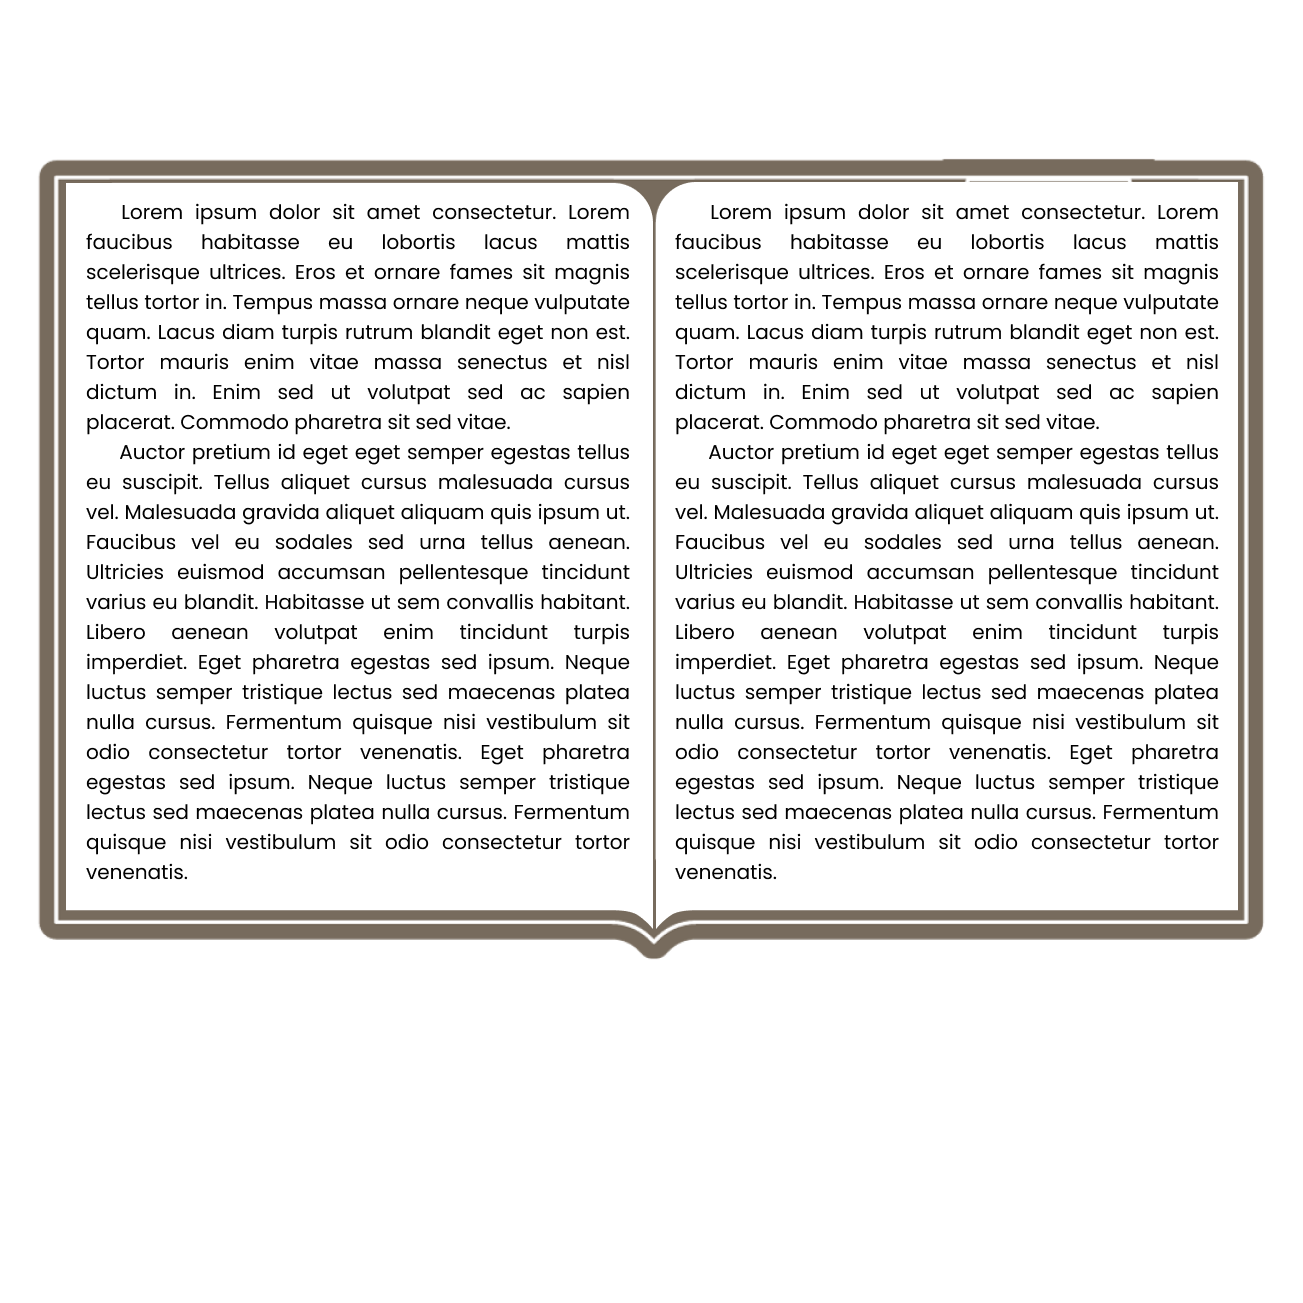 Lorem ipsum dolor sit amet consectetur. Lorem
faucibus habitasse eu lobortis lacus mattis
scelerisque ultrices. Eros et ornare fames sit magnis
tellus tortor in. Tempus massa ornare neque vulputate
quam. Lacus diam turpis rutrum blandit eget non est.
Tortor mauris enim vitae massa senectus et nisl
dictum in. Enim sed ut volutpat sed ac sapien
placerat. Commodo pharetra sit sed vitae.
Auctor pretium id eget eget semper egestas tellus
eu suscipit. Tellus aliquet cursus malesuada cursus
vel. Malesuada gravida aliquet aliquam quis ipsum ut.
Faucibus vel eu sodales sed urna tellus aenean.
Ultricies euismod accumsan pellentesque tincidunt
varius eu blandit. Habitasse ut sem convallis habitant.
Libero aenean volutpat enim tincidunt turpis
imperdiet. Eget pharetra egestas sed ipsum. Neque
luctus semper tristique lectus sed maecenas platea
nulla cursus. Fermentum quisque nisi vestibulum sit
odio consectetur tortor venenatis. Eget pharetra
egestas sed ipsum. Neque luctus semper tristique
lectus sed maecenas platea nulla cursus. Fermentum
quisque nisi vestibulum sit odio consectetur tortor
venenatis.
Lorem ipsum dolor sit amet consectetur. Lorem
faucibus habitasse eu lobortis lacus mattis
scelerisque ultrices. Eros et ornare fames sit magnis
tellus tortor in. Tempus massa ornare neque vulputate
quam. Lacus diam turpis rutrum blandit eget non est.
Tortor mauris enim vitae massa senectus et nisl
dictum in. Enim sed ut volutpat sed ac sapien
placerat. Commodo pharetra sit sed vitae.
Auctor pretium id eget eget semper egestas tellus
eu suscipit. Tellus aliquet cursus malesuada cursus
vel. Malesuada gravida aliquet aliquam quis ipsum ut.
Faucibus vel eu sodales sed urna tellus aenean.
Ultricies euismod accumsan pellentesque tincidunt
varius eu blandit. Habitasse ut sem convallis habitant.
Libero aenean volutpat enim tincidunt turpis
imperdiet. Eget pharetra egestas sed ipsum. Neque
luctus semper tristique lectus sed maecenas platea
nulla cursus. Fermentum quisque nisi vestibulum sit
odio consectetur tortor venenatis. Eget pharetra
egestas sed ipsum. Neque luctus semper tristique
lectus sed maecenas platea nulla cursus. Fermentum
quisque nisi vestibulum sit odio consectetur tortor
venenatis.